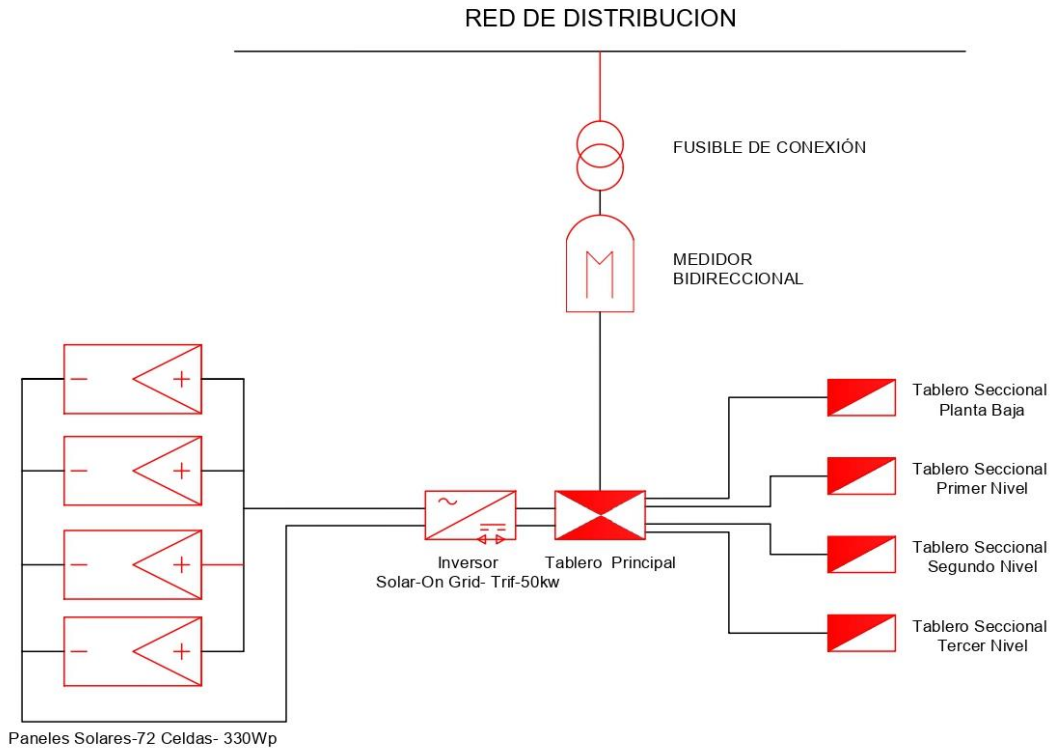 RED DE DISTRIBUCION
FUSIBLE DE CONEXIÓN
MEDIDOR
BIDIRECCIONAL
M
Tablero Seccional
Planta Baja
Tablero Seccional
Primer Nivel
Tablero Seccional
Segundo Nivel
Tablero Seccional
Tercer Nivel
Inversor
Solar-On Grid- Trif-50kw
Tablero Principal
Paneles Solares-72 Celdas- 330Wp